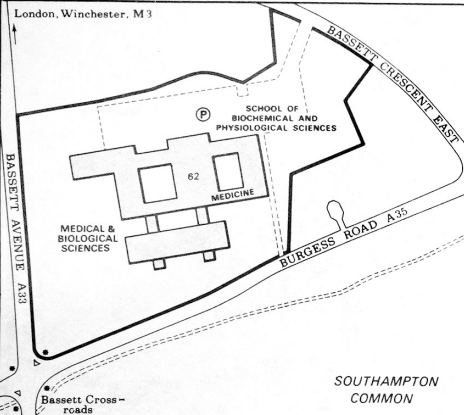 London, Winchester, M3
BASSETT CRESCENT EAST
P
SCHOOL OF
BIOCHEMICAL AND
PHYSIOLOGICAL SCIENCES
BASSETT AVENUE A33
62
MEDICINE
MEDICAL &
BIOLOGICAL
SCIENCES
BURGESS ROAD A35
SOUTHAMPTON
COMMON
Bassett Cross-
roads